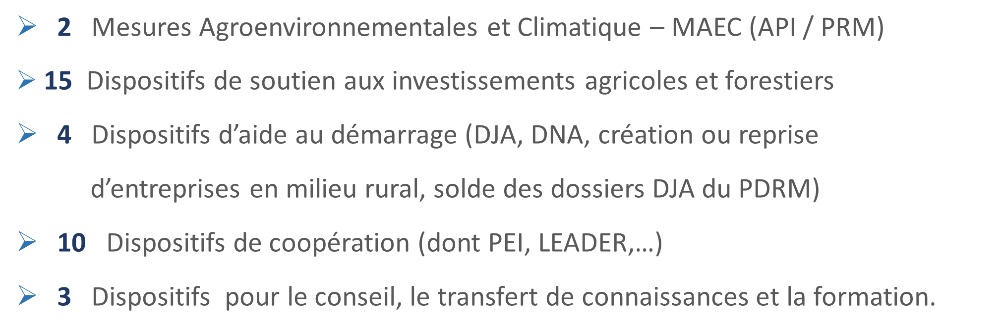 ➢ 2 Mesures Agroenvironnementales et Climatique – MAEC (API / PRM)
➢ 15 Dispositifs de soutien aux investissements agricoles et forestiers
➢ 4 Dispositifs d’aide au démarrage (DJA, DNA, création ou reprise
d’entreprises en milieu rural, solde des dossiers DJA du PDRM)
➢ 10 Dispositifs de coopération (dont PEI, LEADER,...)
➢ 3 Dispositifs pour le conseil, le transfert de connaissances et la formation.